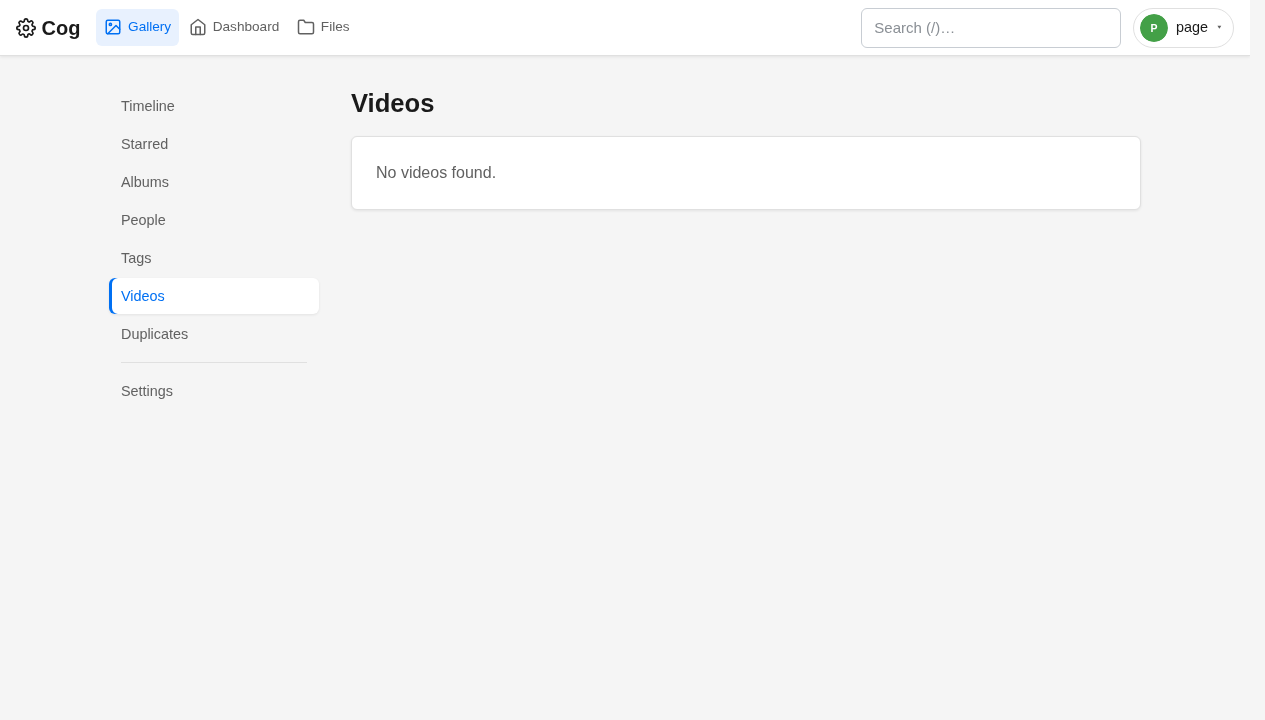 Cog
Gallery
Dashboard
Files
Search (/)…
P
page
Timeline
Starred
Albums
People
Tags
Videos
Duplicates
Settings
Videos
No videos found.